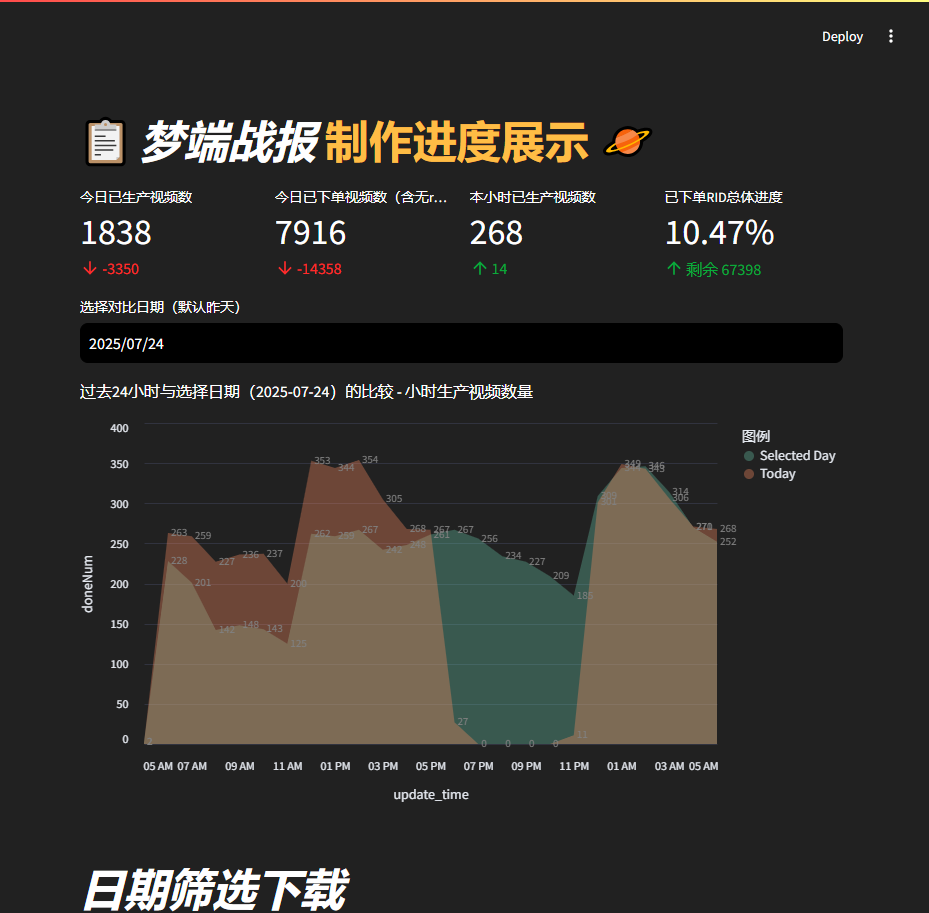 Deploy
梦端战报 制作进度展示
今日已生产视频数
1838
-3350
今日已下单视频数（含无r...
7916
-14358
本小时已生产视频数
268
14
已下单RID总体进度
10.47%
剩余 67398
选择对比日期（默认昨天）
2025/07/24
过去24小时与选择日期（2025-07-24）的比较 - 小时生产视频数量
图例
Selected Day
Today
doneNum
400
350
300
250
200
150
100
50
0
353 344 354 305 268 267 267 256 234 227 209 185
263 259 227 236 237 200
262 259 267 242 261
228 201 142 148 143 125
2 27 0 0 0 0 11
301 349 346 343 314 306 268 252
05 AM 07 AM 09 AM 11 AM 01 PM 03 PM 05 PM 07 PM 09 PM 11 PM 01 AM 03 AM 05 AM
update_time
日期筛选下载